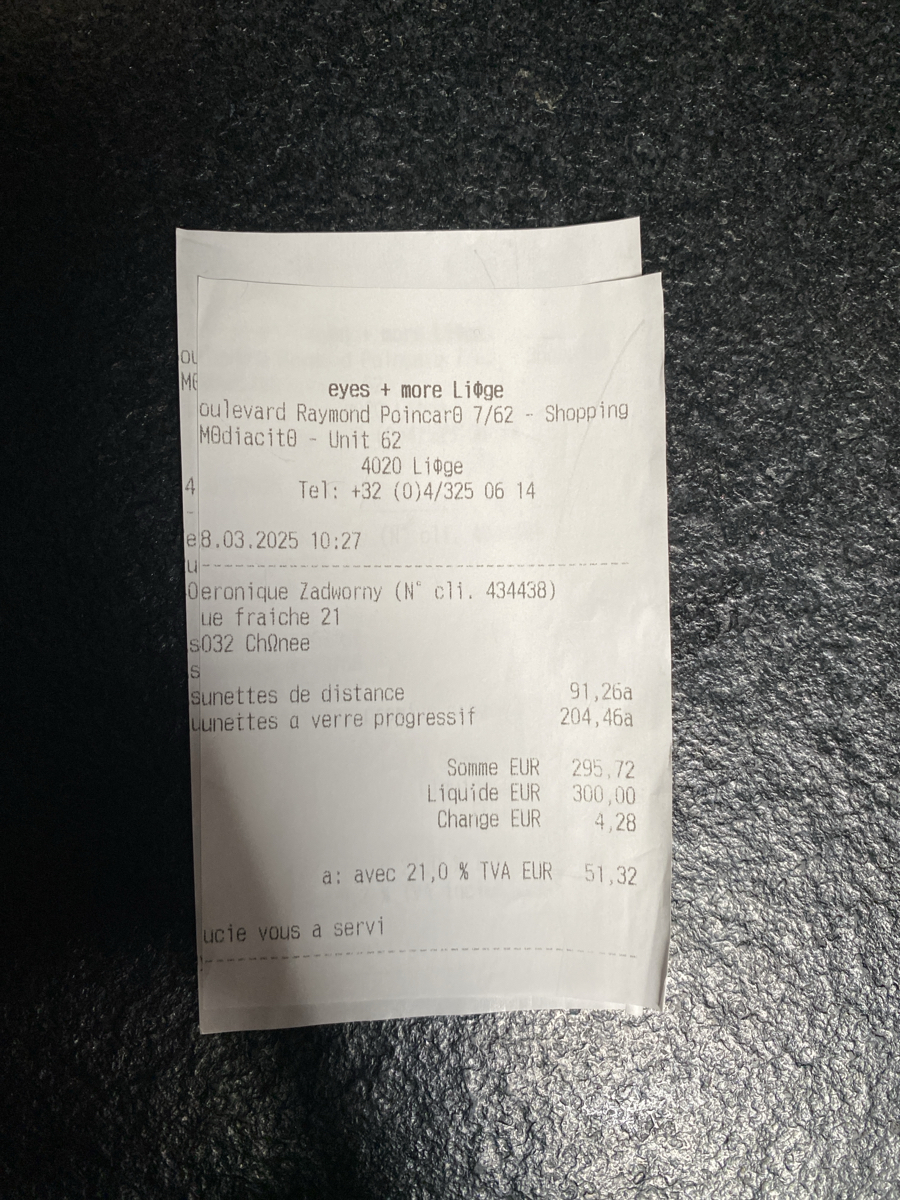 eyes + more LiΦge
oulevard Raymond PoincarΘ 7/62 - Shopping
MΘdiacitΘ - Unit 62
4020 LiΦge
Tel: +32 (0)4/325 06 14
8.03.2025 10:27
eronique Zadworny (N° cli. 434438)
ue fraiche 21
032 ChΩnee
unettes de distance 91,26a
unettes a verre progressif 204,46a
Somme EUR 295,72
Liquide EUR 300,00
Change EUR 4,28
a: avec 21,0 % TVA EUR 51,32
ucie vous a servi